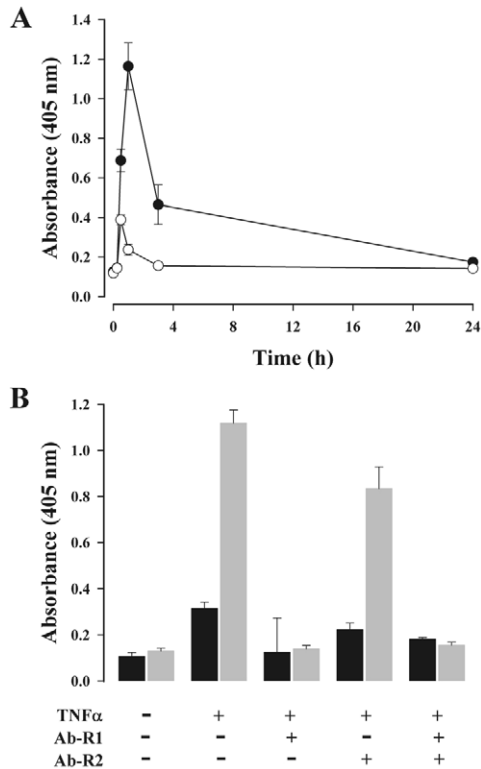 A
Absorbance (405 nm)
1.4
1.2
1.0
0.8
0.6
0.4
0.2
0.0
0 4 8 12 16 20 24
Time (h)
B
Absorbance (405 nm)
1.2
1.0
0.8
0.6
0.4
0.2
0.0
TNFα - + + + +
Ab-R1 - - + - +
Ab-R2 - - - + +